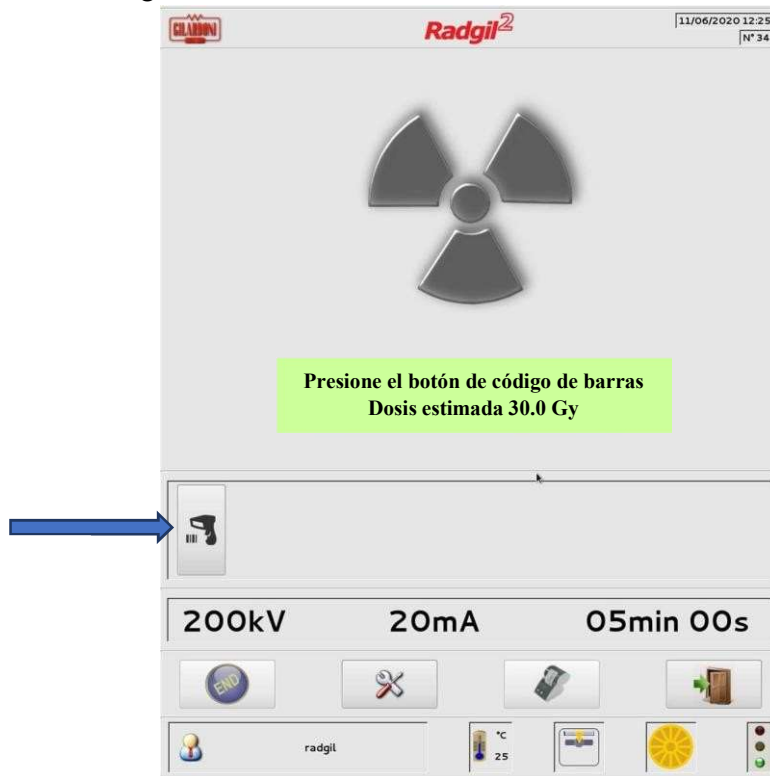 GILARDONI
Radgil2
11/06/2020 12:25
N° 34
Presione el botón de código de barras
Dosis estimada 30.0 Gy
200kV 20mA 05min 00s
END
radgil
°C
25